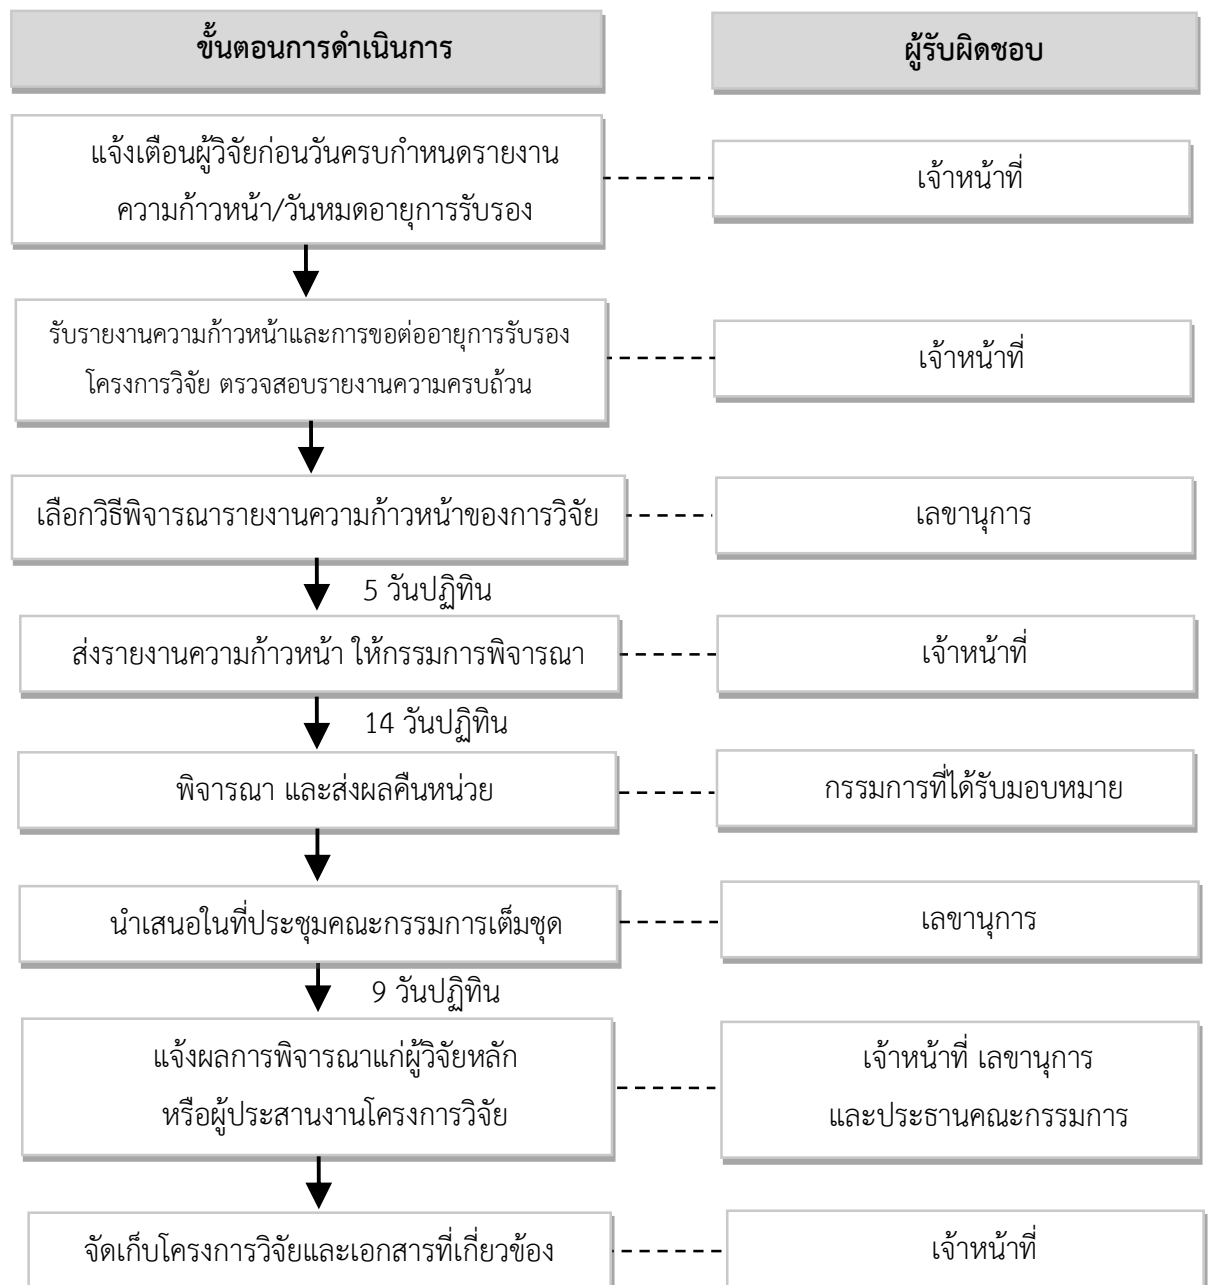 ขั้นตอนการดำเนินการ
ผู้รับผิดชอบ
แจ้งเตือนผู้วิจัยก่อนวันครบกำหนดรายงาน
ความก้าวหน้า/วันหมดอายุการรับรอง
เจ้าหน้าที่
รับรายงานความก้าวหน้าและการขอต่ออายุการรับรอง
โครงการวิจัย ตรวจสอบรายงานความครบถ้วน
เจ้าหน้าที่
เลือกวิธีพิจารณารายงานความก้าวหน้าของการวิจัย
เลขานุการ
5 วันปฏิทิน
ส่งรายงานความก้าวหน้า ให้กรรมการพิจารณา
เจ้าหน้าที่
14 วันปฏิทิน
พิจารณา และส่งผลคืนหน่วย
กรรมการที่ได้รับมอบหมาย
นำเสนอในที่ประชุมคณะกรรมการเต็มชุด
เลขานุการ
9 วันปฏิทิน
แจ้งผลการพิจารณาแก่ผู้วิจัยหลัก
หรือผู้ประสานงานโครงการวิจัย
เจ้าหน้าที่ เลขานุการ
และประธานคณะกรรมการ
จัดเก็บโครงการวิจัยและเอกสารที่เกี่ยวข้อง
เจ้าหน้าที่